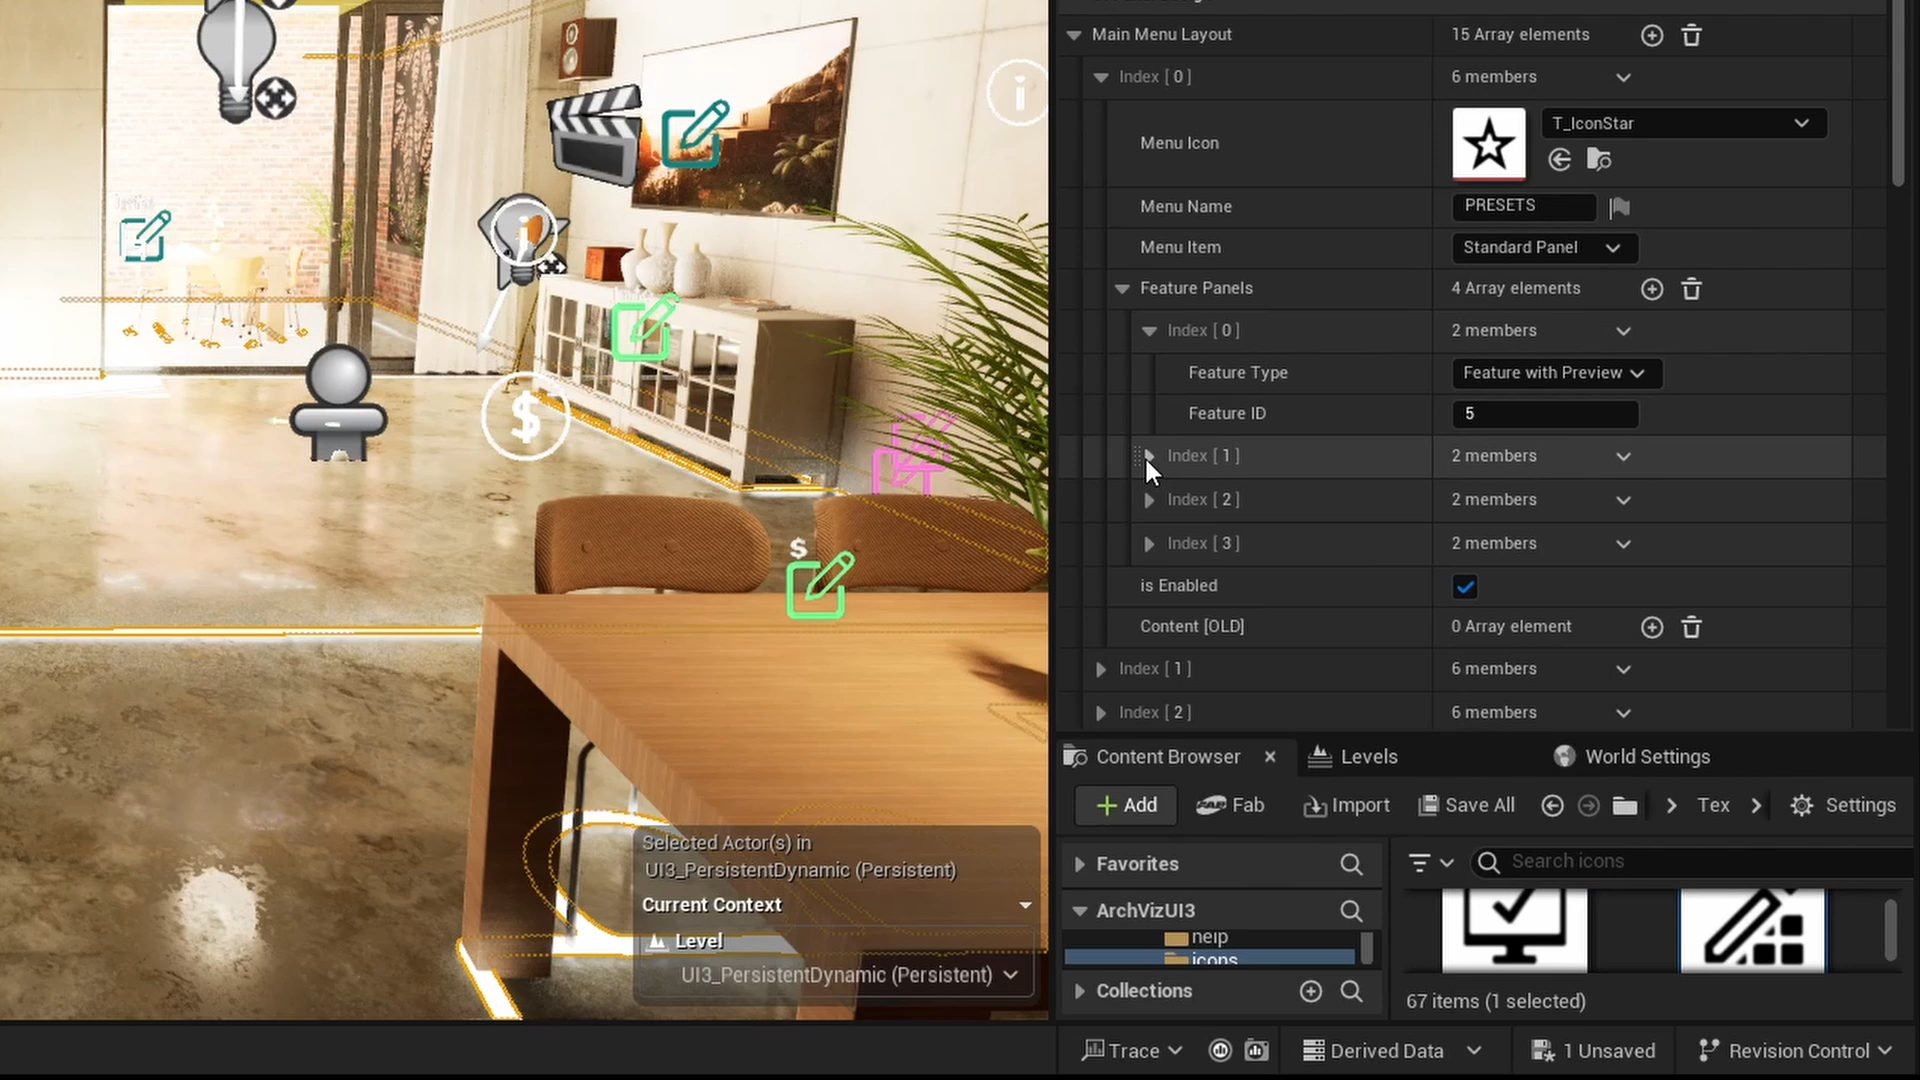 Main Menu Layout
15 Array elements
Index [ 0 ]
6 members
Menu Icon
T_IconStar
Menu Name
PRESETS
Menu Item
Standard Panel
Feature Panels
4 Array elements
Index [ 0 ]
2 members
Feature Type
Feature with Preview
Feature ID
5
Index [ 1 ]
2 members
Index [ 2 ]
2 members
Index [ 3 ]
2 members
is Enabled
Content [OLD]
0 Array element
Index [ 1 ]
6 members
Index [ 2 ]
6 members
Content Browser
Levels
World Settings
Add
Fab
Import
Save All
Tex
Settings
Favorites
Search icons
ArchVizUI3
help
icons
Collections
67 items (1 selected)
Selected Actor(s) in
UI3_PersistentDynamic (Persistent)
Current Context
Level
UI3_PersistentDynamic (Persistent)
Trace
Derived Data
1 Unsaved
Revision Control